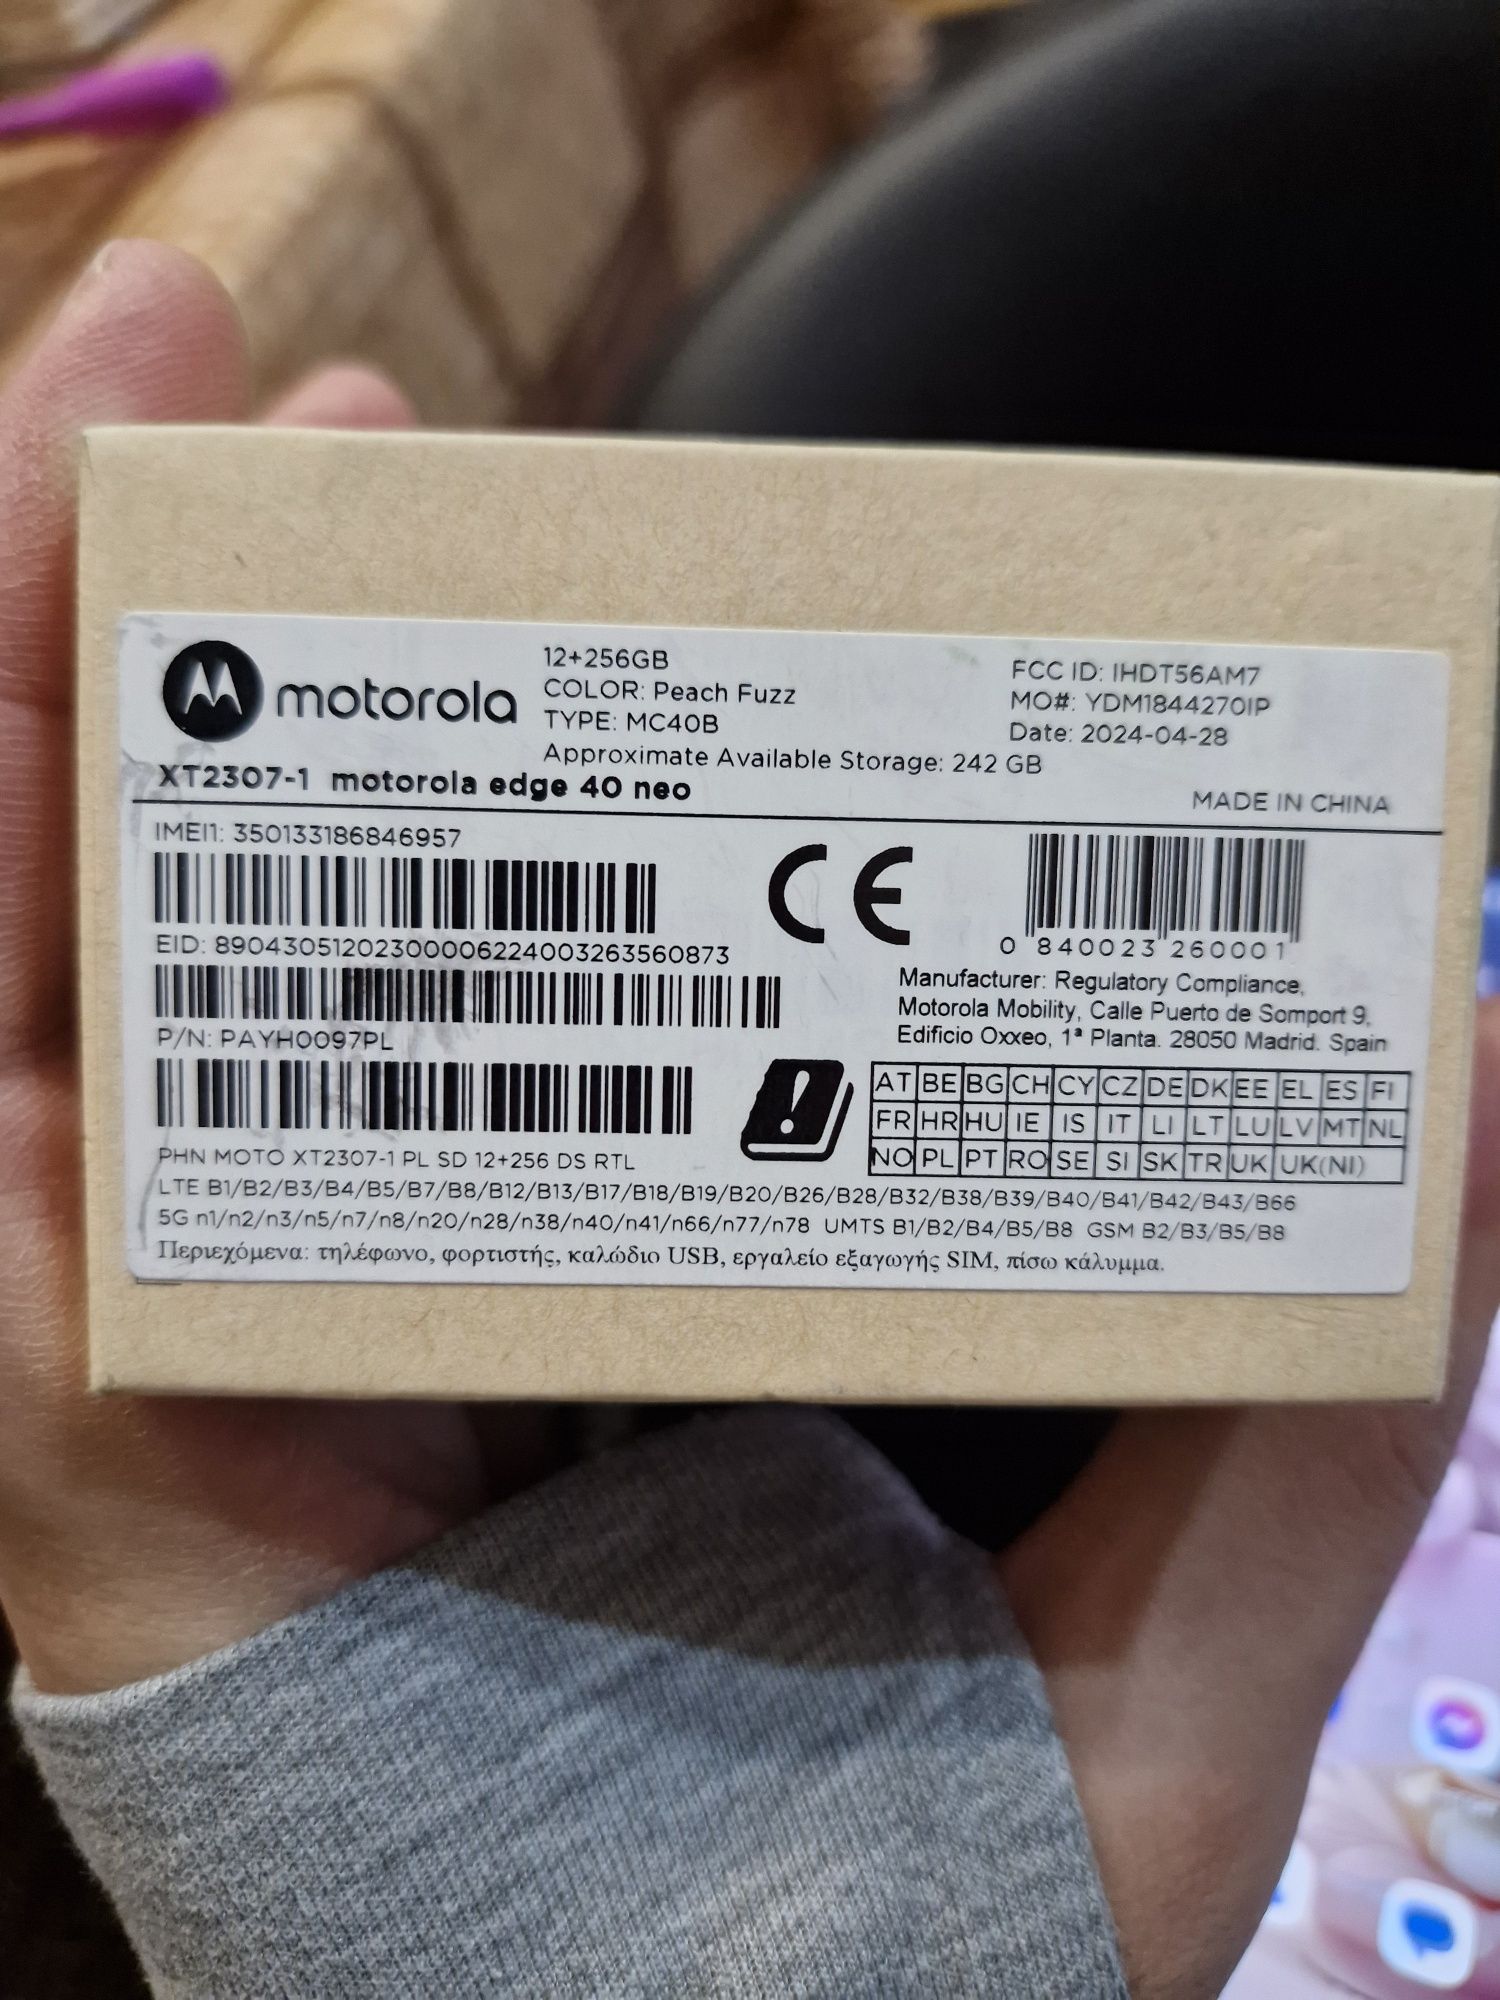 motorola
12+256GB
COLOR: Peach Fuzz
TYPE: MC40B
Approximate Available Storage: 242 GB
FCC ID: IHDT56AM7
MO#: YDM1844270IP
Date: 2024-04-28
XT2307-1 motorola edge 40 neo
MADE IN CHINA
IMEI1: 350133186846957
EID: 89043051202300006224003263560873
P/N: PAYH0097PL
CE
0 840023 260001
Manufacturer: Regulatory Compliance,
Motorola Mobility, Calle Puerto de Somport 9,
Edificio Oxxeo, 1ª Planta. 28050 Madrid. Spain
AT BE BG CH CY CZ DE DK EE EL ES FI
FR HR HU IE IS IT LI LT LU LV MT NL
NO PL PT RO SE SI SK TR UK UK(NI)
PHN MOTO XT2307-1 PL SD 12+256 DS RTL
LTE B1/B2/B3/B4/B5/B7/B8/B12/B13/B17/B18/B19/B20/B26/B28/B32/B38/B39/B40/B41/B42/B43/B66
5G n1/n2/n3/n5/n7/n8/n20/n28/n38/n40/n41/n66/n77/n78 UMTS B1/B2/B4/B5/B8 GSM B2/B3/B5/B8
Περιεχόμενα: τηλέφωνο, φορτιστής, καλώδιο USB, εργαλείο εξαγωγής SIM, πίσω κάλυμμα.